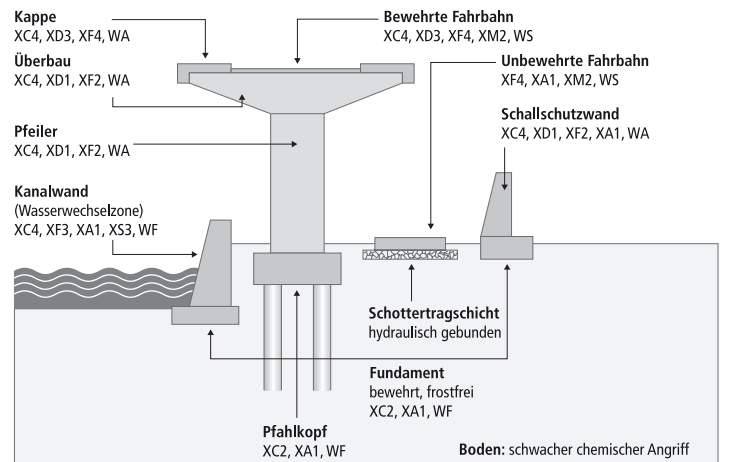 Kappe
XC4, XD3, XF4, WA
Überbau
XC4, XD1, XF2, WA
Pfeiler
XC4, XD1, XF2, WA
Kanalwand
(Wasserwechselzone)
XC4, XF3, XA1, XS3, WF
Bewehrte Fahrbahn
XC4, XD3, XF4, XM2, WS
Unbewehrte Fahrbahn
XF4, XA1, XM2, WS
Schallschutzwand
XC4, XD1, XF2, XA1, WA
Schottertragschicht
hydraulisch gebunden
Fundament
bewehrt, frostfrei
XC2, XA1, WF
Pfahlkopf
XC2, XA1, WF
Boden: schwacher chemischer Angriff